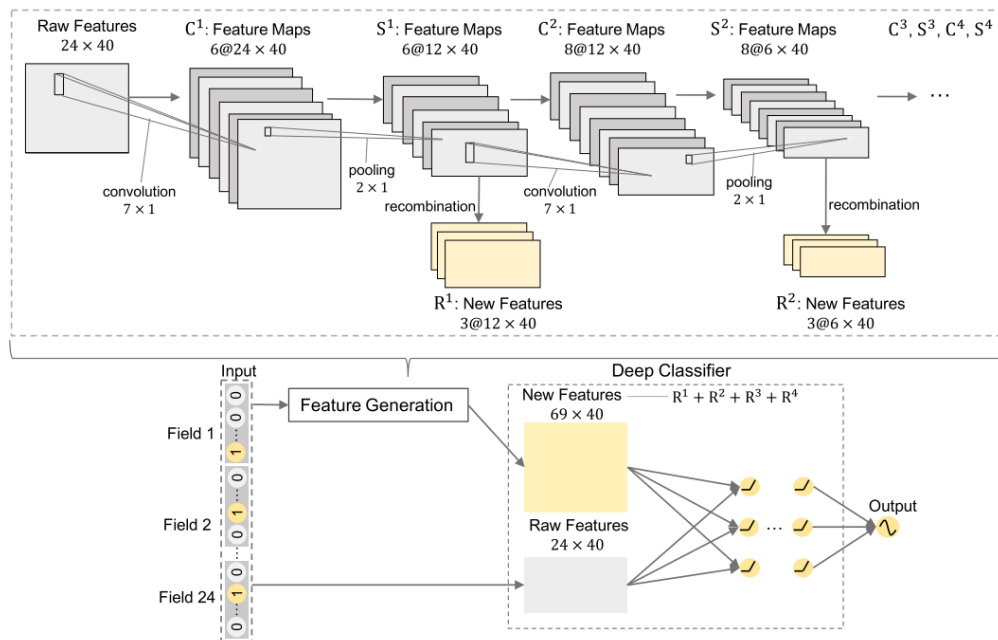 Raw Features
24 × 40
C¹: Feature Maps
6@24 × 40
S¹: Feature Maps
6@12 × 40
C²: Feature Maps
8@12 × 40
S²: Feature Maps
8@6 × 40
C³, S³, C⁴, S⁴
...
convolution
7 × 1
pooling
2 × 1
recombination
convolution
7 × 1
pooling
2 × 1
recombination
R¹: New Features
3@12 × 40
R²: New Features
3@6 × 40
Input
Deep Classifier
Feature Generation
New Features
69 × 40
R¹ + R² + R³ + R⁴
Field 1
0
0
...
1
Field 2
0
...
1
0
...
Field 24
0
1
...
0
Raw Features
24 × 40
...
Output